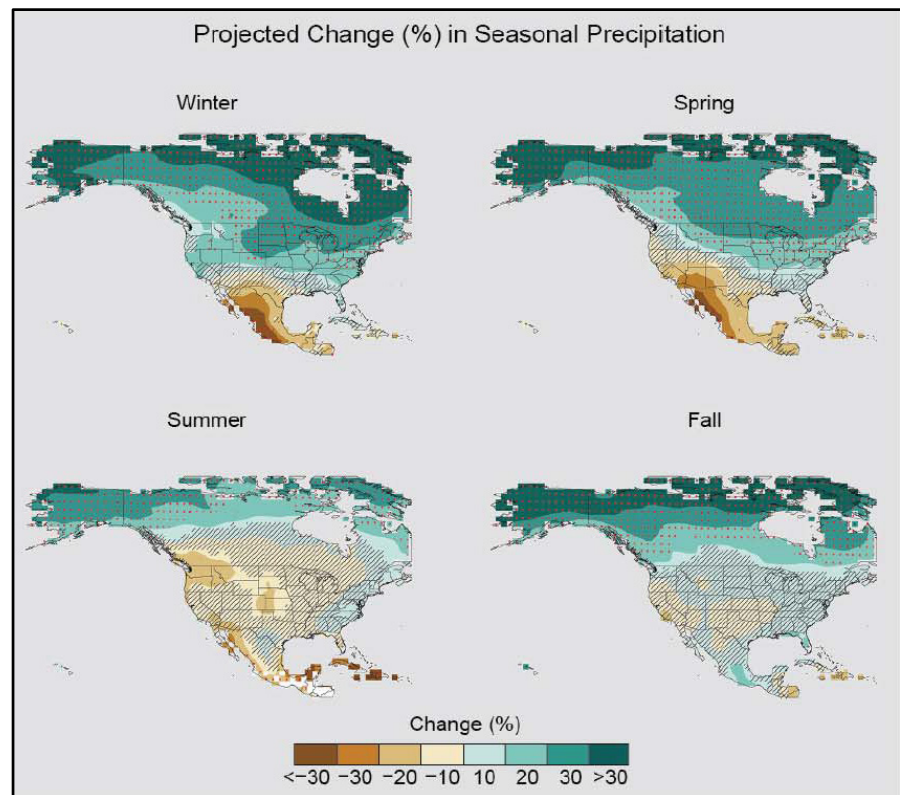 Projected Change (%) in Seasonal Precipitation
Winter
Spring
Summer
Fall
Change (%)
<−30 −30 −20 −10 10 20 30 >30